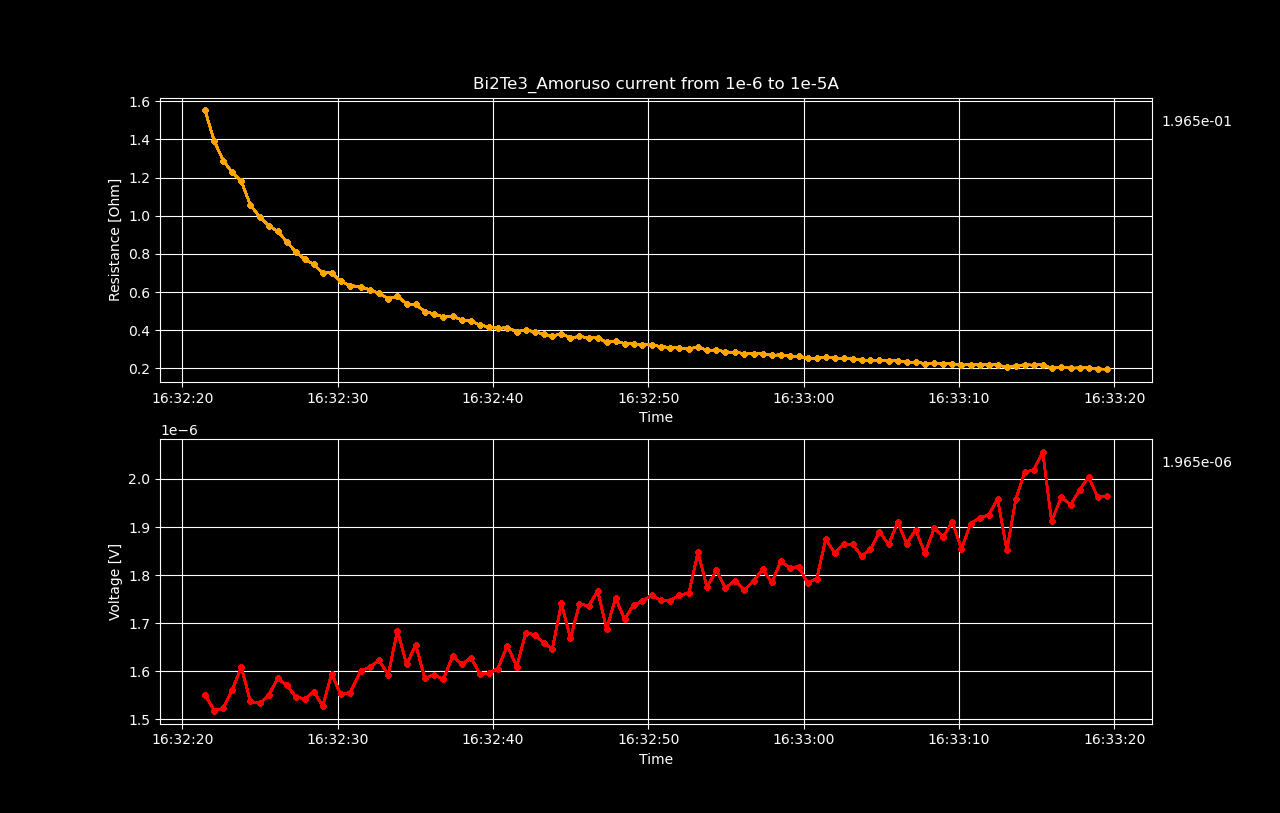 Bi2Te3_Amoruso current from 1e-6 to 1e-5A
1.6
1.4
1.2
1.0
0.8
0.6
0.4
0.2
Resistance [Ohm]
1.965e-01
16:32:20 16:32:30 16:32:40 16:32:50 16:33:00 16:33:10 16:33:20
Time
1e−6
2.0
1.9
1.8
1.7
1.6
1.5
Voltage [V]
1.965e-06
16:32:20 16:32:30 16:32:40 16:32:50 16:33:00 16:33:10 16:33:20
Time